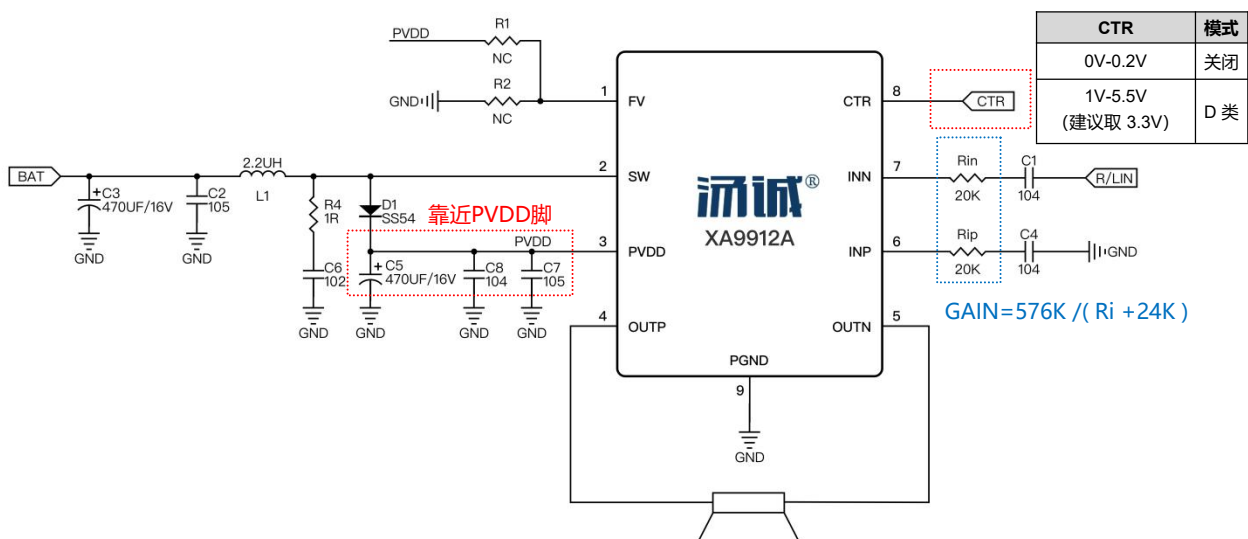 PVDD
R1
NC
GND
R2
NC
1
FV
CTR
8
CTR
CTR
模式
0V-0.2V
关闭
1V-5.5V
(建议取 3.3V)
D 类
BAT
+C3
470UF/16V
GND
C2
105
GND
2.2UH
L1
2
SW
R4
1R
C6
102
GND
D1
SS54
靠近PVDD脚
PVDD
3
PVDD
+
C5
470UF/16V
GND
C8
104
GND
C7
105
GND
汤诚®
XA9912A
INN
7
Rin
20K
C1
104
R/LIN
INP
6
Rip
20K
C4
104
GND
GAIN=576K /( Ri +24K )
4
OUTP
OUTN
5
PGND
9
GND